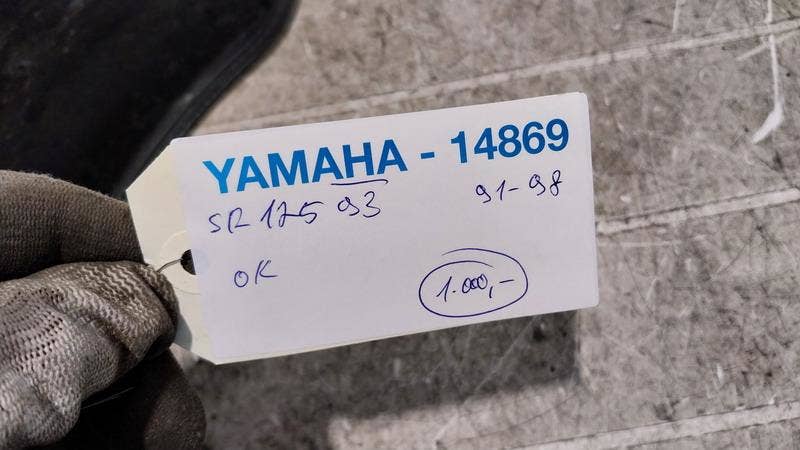 YAMAHA - 14869
SR 125 93 91-98
OK 1.000,-